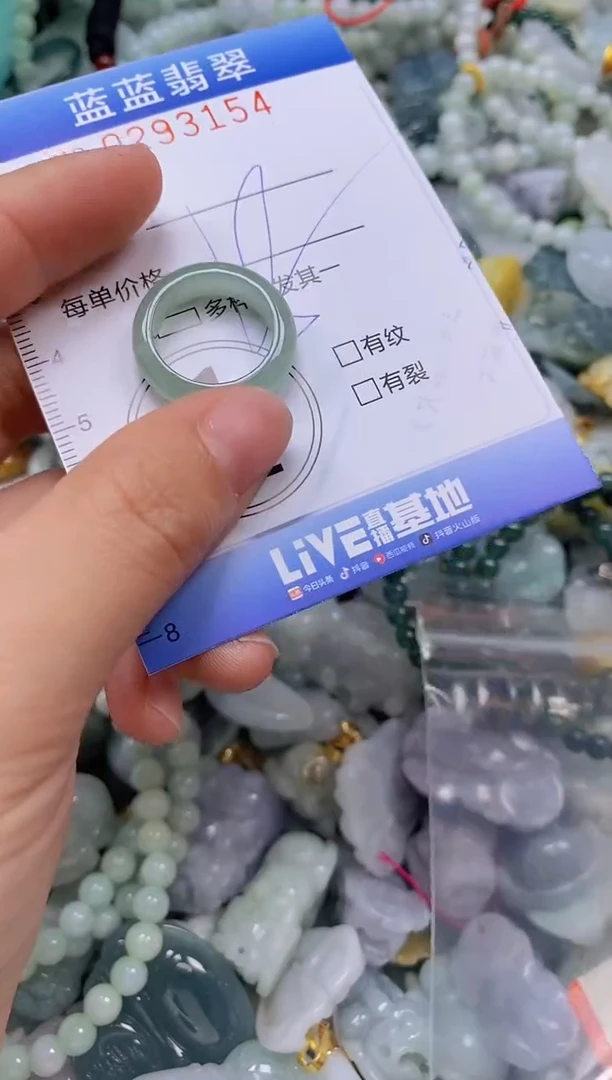 蓝蓝翡翠
0293154
每单价格
多
发其一
□有纹
□有裂
4
5
LiVE直播基地
今日头条 抖音 西瓜视频 抖音火山版
8